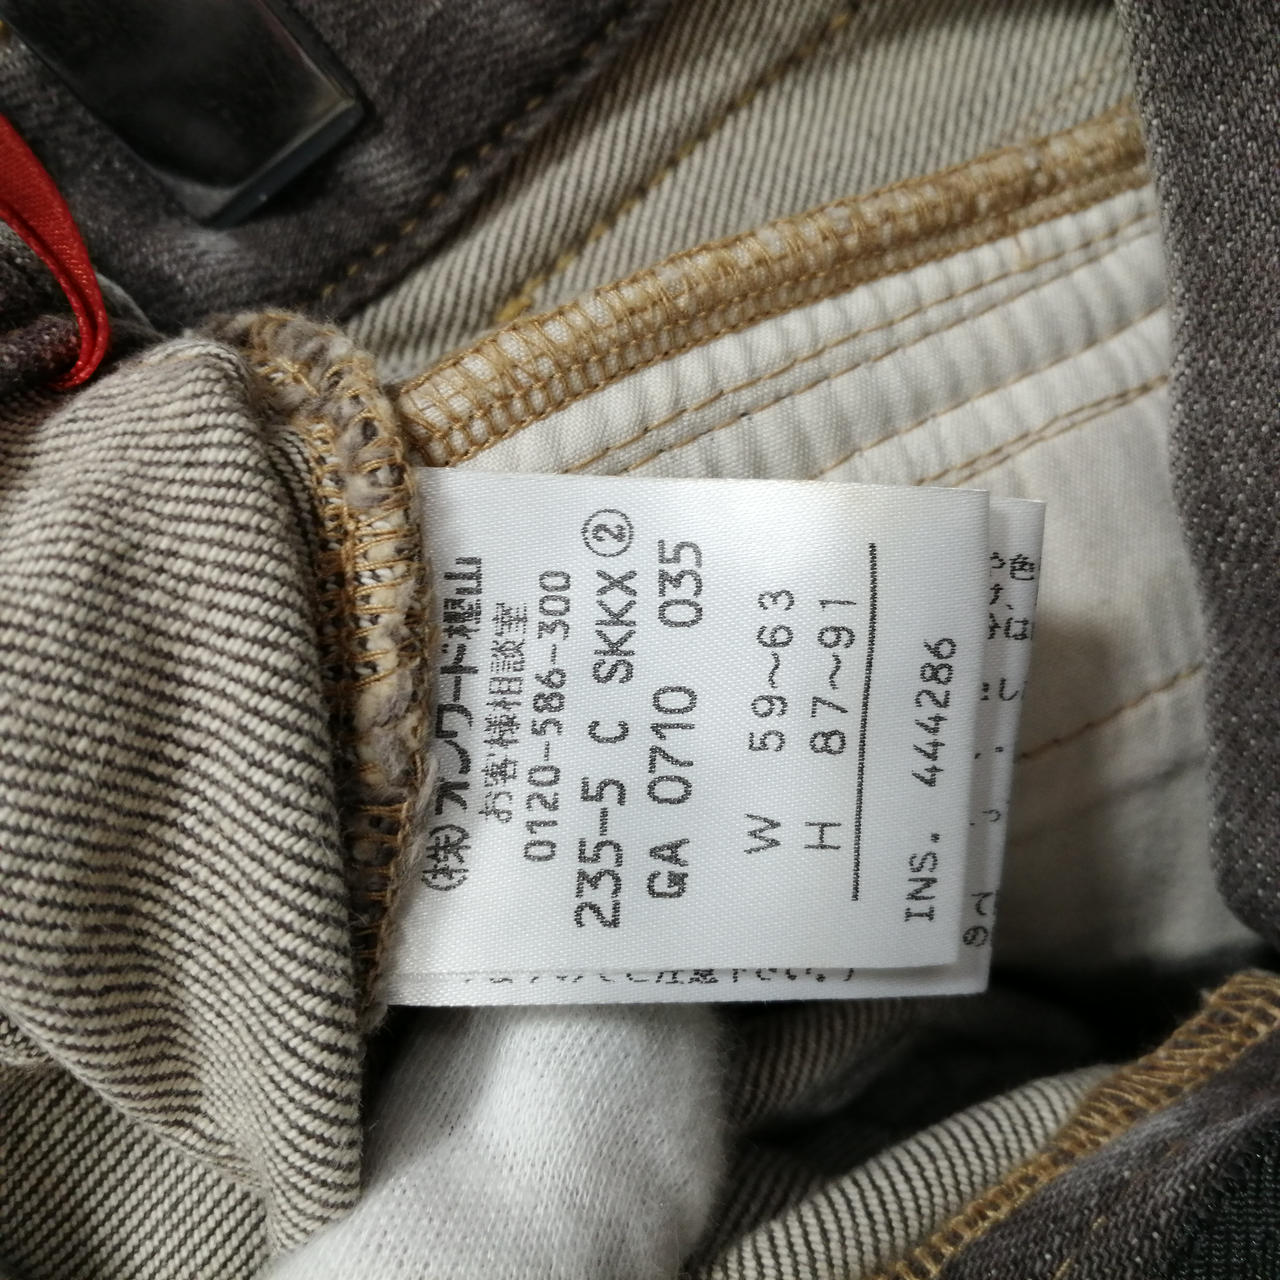 (株)オンワード樫山
お客様相談室
0120-586-300
235-5 C SKKX ②
GA 0710 035
W 59~63
H 87~91
INS. 444286